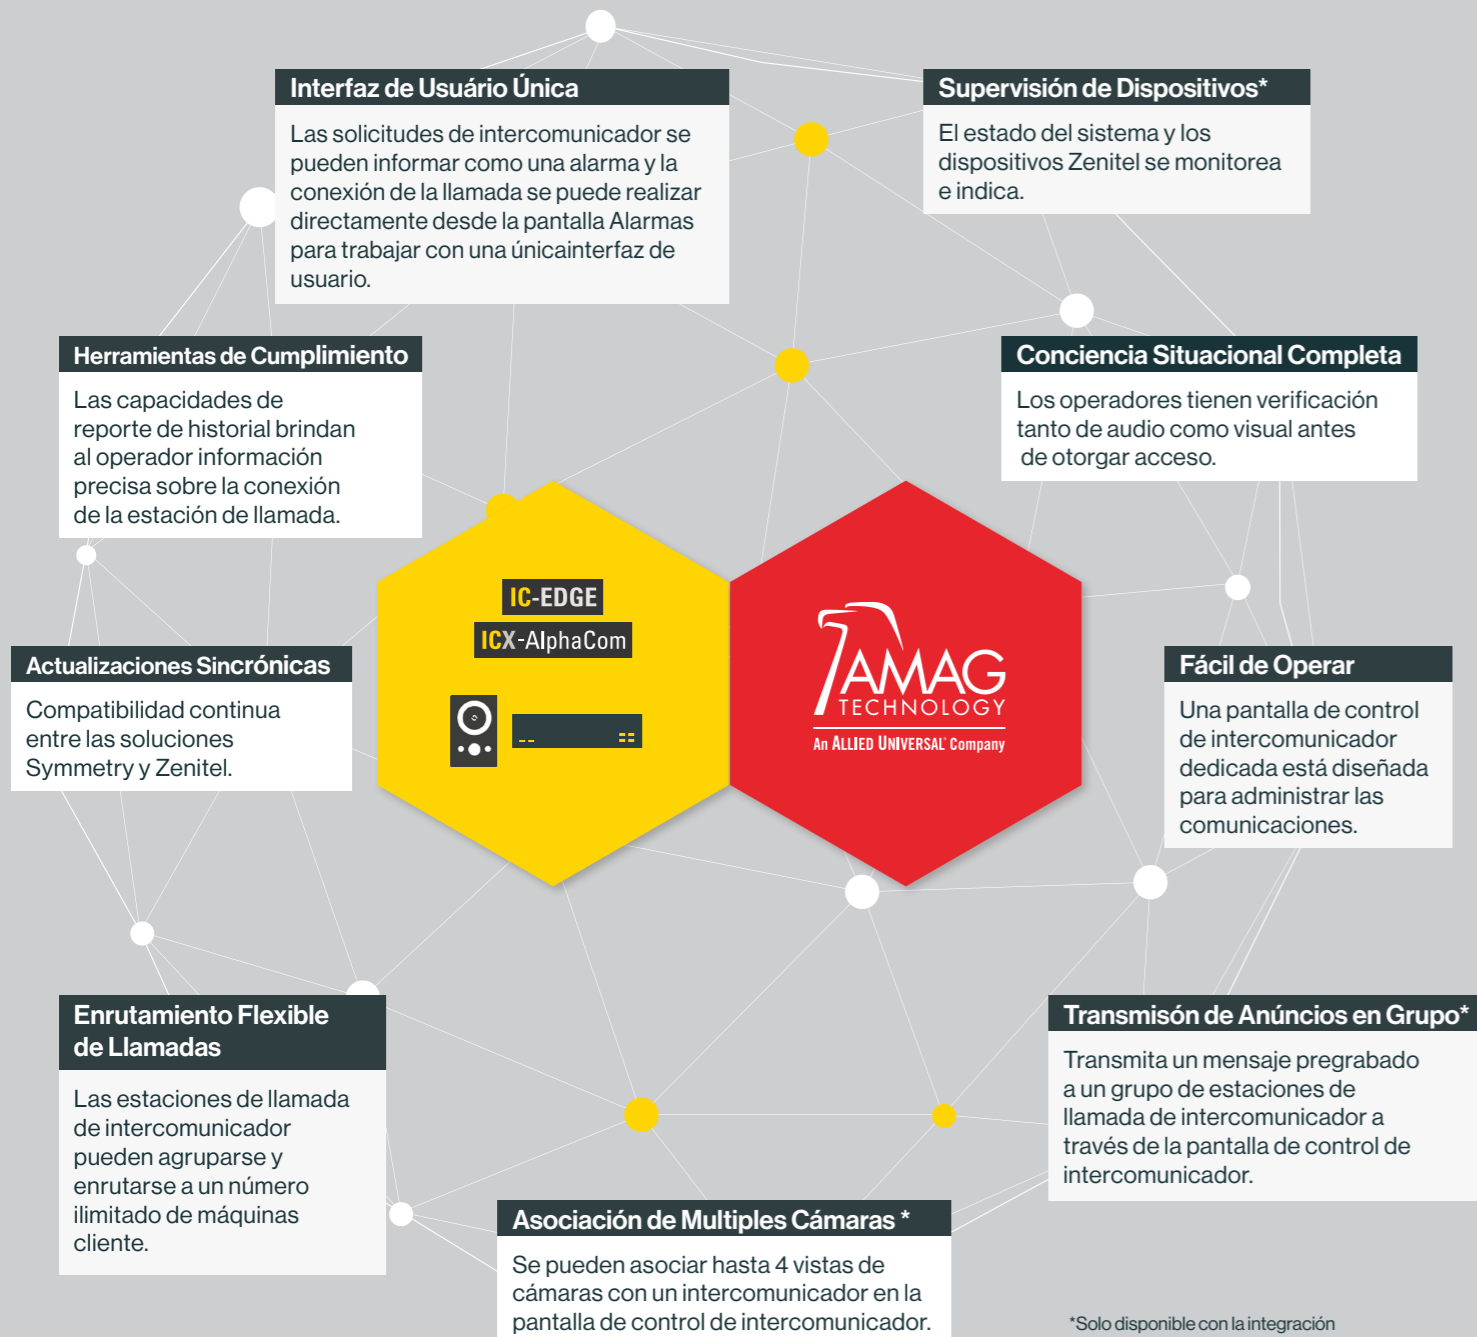 Interfaz de Usuário Única
Las solicitudes de intercomunicador se
pueden informar como una alarma y la
conexión de la llamada se puede realizar
directamente desde la pantalla Alarmas
para trabajar con una únicainterfaz de
usuario.
Supervisión de Dispositivos*
El estado del sistema y los
dispositivos Zenitel se monitorea
e indica.
Herramientas de Cumplimiento
Las capacidades de
reporte de historial brindan
al operador información
precisa sobre la conexión
de la estación de llamada.
Conciencia Situacional Completa
Los operadores tienen verificación
tanto de audio como visual antes
de otorgar acceso.
IC-EDGE
ICX-AlphaCom
AMAG
TECHNOLOGY
An ALLIED UNIVERSAL Company
Actualizaciones Sincrónicas
Compatibilidad continua
entre las soluciones
Symmetry y Zenitel.
Fácil de Operar
Una pantalla de control
de intercomunicador
dedicada está diseñada
para administrar las
comunicaciones.
Enrutamiento Flexible
de Llamadas
Las estaciones de llamada
de intercomunicador
pueden agruparse y
enrutarse a un número
ilimitado de máquinas
cliente.
Transmisón de Anúncios en Grupo*
Transmita un mensaje pregrabado
a un grupo de estaciones de
llamada de intercomunicador a
través de la pantalla de control de
intercomunicador.
Asociación de Multiples Cámaras *
Se pueden asociar hasta 4 vistas de
cámaras con un intercomunicador en la
pantalla de control de intercomunicador.
*Solo disponible con la integración